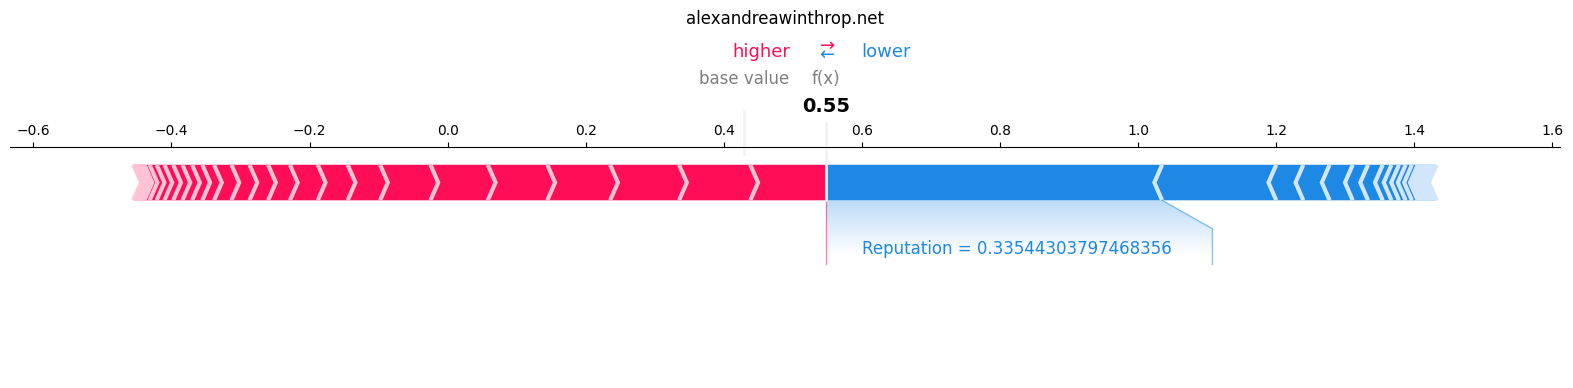 alexandreawinthrop.net
higher ⇄ lower
base value f(x)
0.55
−0.6 −0.4 −0.2 0.0 0.2 0.4 0.6 0.8 1.0 1.2 1.4 1.6
Reputation = 0.33544303797468356